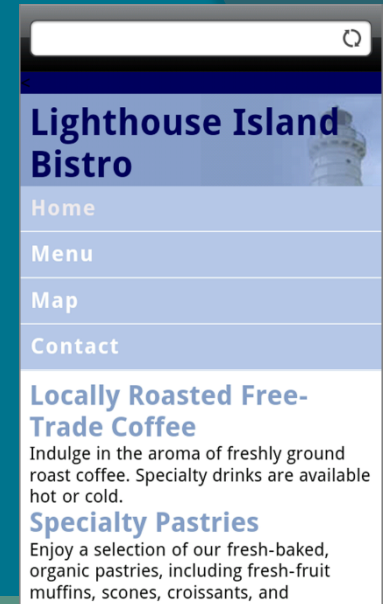 Lighthouse Island
Bistro
Home
Menu
Map
Contact
Locally Roasted Free-
Trade Coffee
Indulge in the aroma of freshly ground
roast coffee. Specialty drinks are available
hot or cold.
Specialty Pastries
Enjoy a selection of our fresh-baked,
organic pastries, including fresh-fruit
muffins, scones, croissants, and